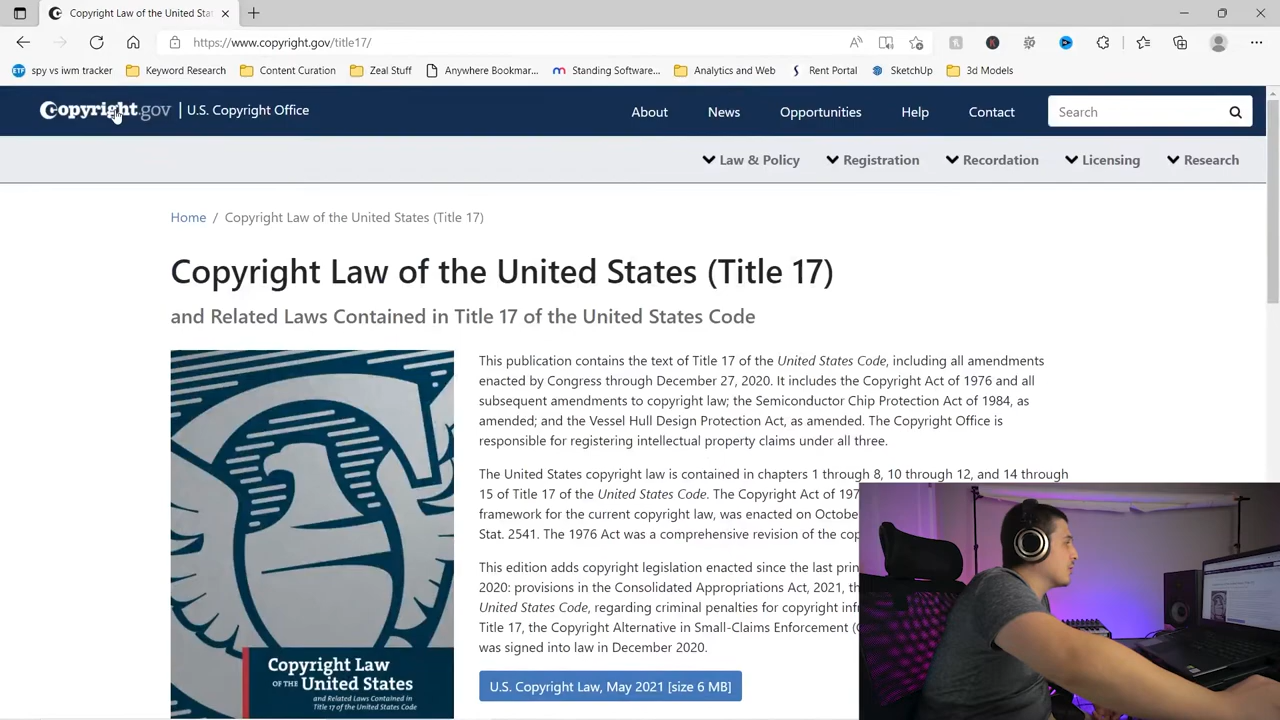 Copyright Law of the United Stat
https://www.copyright.gov/title17/
spy vs iwm tracker
Keyword Research
Content Curation
Zeal Stuff
Anywhere Bookmar...
Standing Software...
Analytics and Web
Rent Portal
SketchUp
3d Models
Copyright.gov | U.S. Copyright Office
About
News
Opportunities
Help
Contact
Search
Law & Policy
Registration
Recordation
Licensing
Research
Home / Copyright Law of the United States (Title 17)
Copyright Law of the United States (Title 17)
and Related Laws Contained in Title 17 of the United States Code
This publication contains the text of Title 17 of the United States Code, including all amendments
enacted by Congress through December 27, 2020. It includes the Copyright Act of 1976 and all
subsequent amendments to copyright law; the Semiconductor Chip Protection Act of 1984, as
amended; and the Vessel Hull Design Protection Act, as amended. The Copyright Office is
responsible for registering intellectual property claims under all three.
The United States copyright law is contained in chapters 1 through 8, 10 through 12, and 14 through
15 of Title 17 of the United States Code. The Copyright Act of 197
framework for the current copyright law, was enacted on Octobe
Stat. 2541. The 1976 Act was a comprehensive revision of the cop
This edition adds copyright legislation enacted since the last prin
2020: provisions in the Consolidated Appropriations Act, 2021, th
United States Code, regarding criminal penalties for copyright infr
Title 17, the Copyright Alternative in Small-Claims Enforcement (C
was signed into law in December 2020.
U.S. Copyright Law, May 2021 [size 6 MB]
Copyright Law
OF THE United States
and Related Laws Contained in
Title 17 of the United States Code